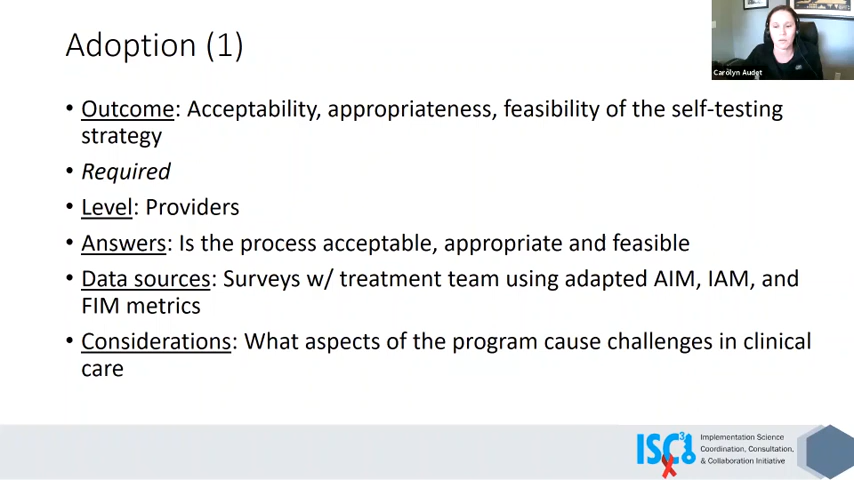 Adoption (1)
Carolyn Audet
• Outcome: Acceptability, appropriateness, feasibility of the self-testing
strategy
• Required
• Level: Providers
• Answers: Is the process acceptable, appropriate and feasible
• Data sources: Surveys w/ treatment team using adapted AIM, IAM, and
FIM metrics
• Considerations: What aspects of the program cause challenges in clinical
care
ISC3I
Implementation Science
Coordination, Consultation,
& Collaboration Initiative